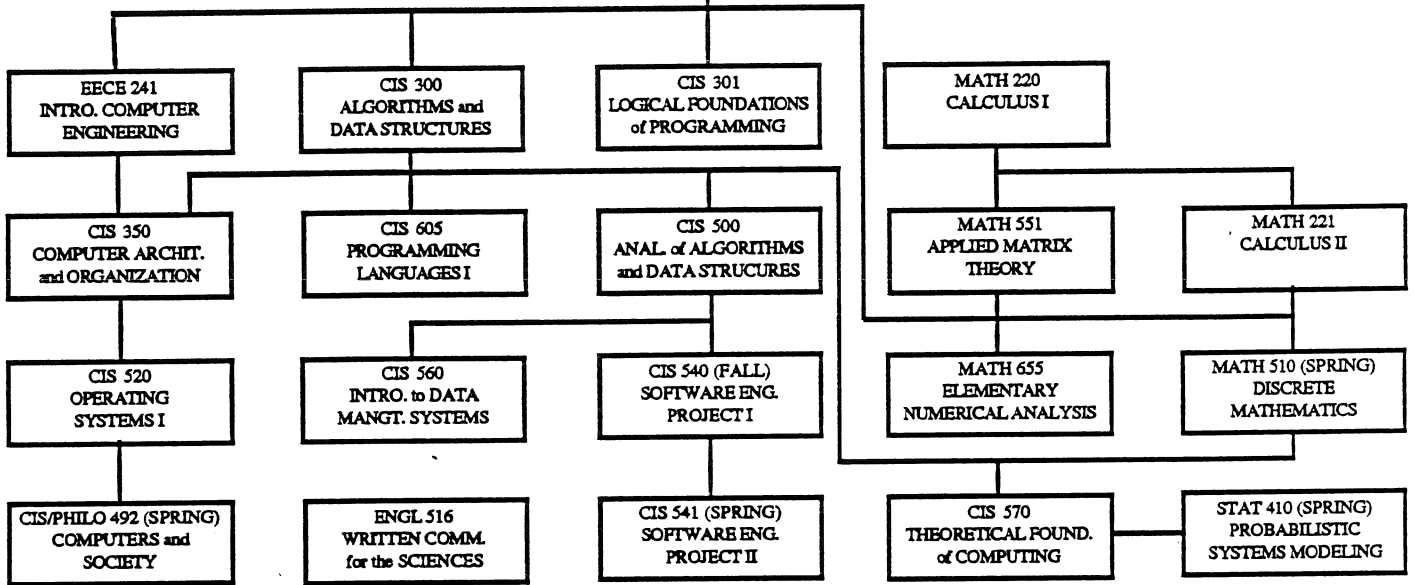 EECE 241
INTRO. COMPUTER
ENGINEERING
CIS 300
ALGORITHMS and
DATA STRUCTURES
CIS 301
LOGICAL FOUNDATIONS
of PROGRAMMING
MATH 220
CALCULUS I
CIS 350
COMPUTER ARCHIT.
and ORGANIZATION
CIS 605
PROGRAMMING
LANGUAGES I
CIS 500
ANAL. of ALGORITHMS
and DATA STRUCURES
MATH 551
APPLIED MATRIX
THEORY
MATH 221
CALCULUS II
CIS 520
OPERATING
SYSTEMS I
CIS 560
INTRO. to DATA
MANGT. SYSTEMS
CIS 540 (FALL)
SOFTWARE ENG.
PROJECT I
MATH 655
ELEMENTARY
NUMERICAL ANALYSIS
MATH 510 (SPRING)
DISCRETE
MATHEMATICS
CIS/PHILO 492 (SPRING)
COMPUTERS and
SOCIETY
ENGL 516
WRITTEN COMM.
for the SCIENCES
CIS 541 (SPRING)
SOFTWARE ENG.
PROJECT II
CIS 570
THEORETICAL FOUND.
of COMPUTING
STAT 410 (SPRING)
PROBABILISTIC
SYSTEMS MODELING